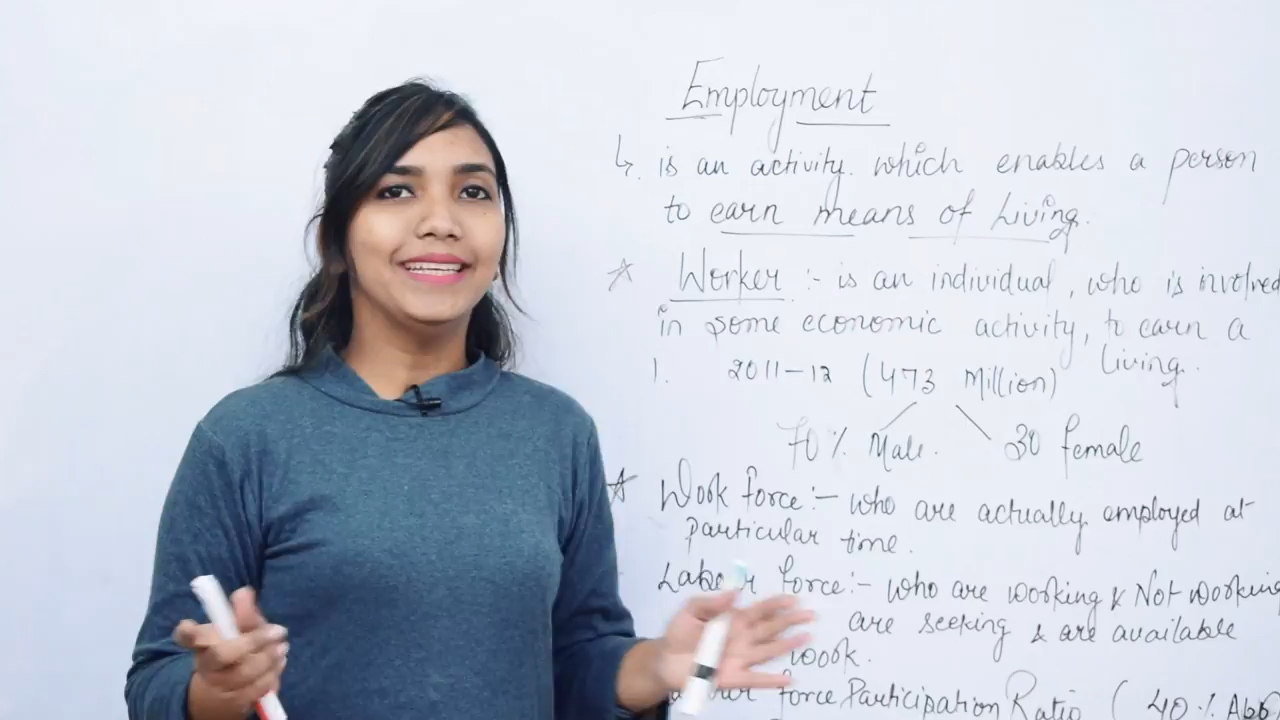 Employment
↳ is an activity. which enables a person
to earn means of living.
☆ Worker :- is an individual, who is involved
in some economic activity, to earn a
living.
1. 2011-12 (473 Million)
70% Male. 30 female
☆ Work force:- who are actually employed at
particular time.
force:- who are working & Not working
are seeking & are available
work.
force Participation Ratio ( 40%